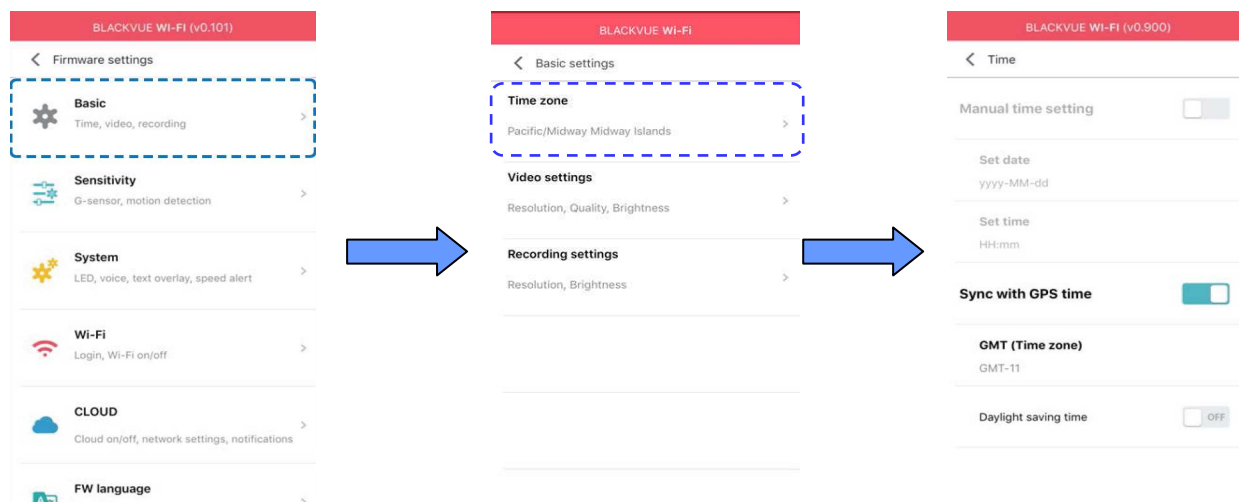 BLACKVUE WI-FI (v0.101)
Firmware settings
Basic
Time, video, recording
Sensitivity
G-sensor, motion detection
System
LED, voice, text overlay, speed alert
Wi-Fi
Login, Wi-Fi on/off
CLOUD
Cloud on/off, network settings, notifications
FW language
BLACKVUE Wi-Fi
Basic settings
Time zone
Pacific/Midway Midway Islands
Video settings
Resolution, Quality, Brightness
Recording settings
Resolution, Brightness
BLACKVUE WI-FI (v0.900)
Time
Manual time setting
Set date
yyyy-MM-dd
Set time
HH:mm
Sync with GPS time
GMT (Time zone)
GMT-11
Daylight saving time
OFF